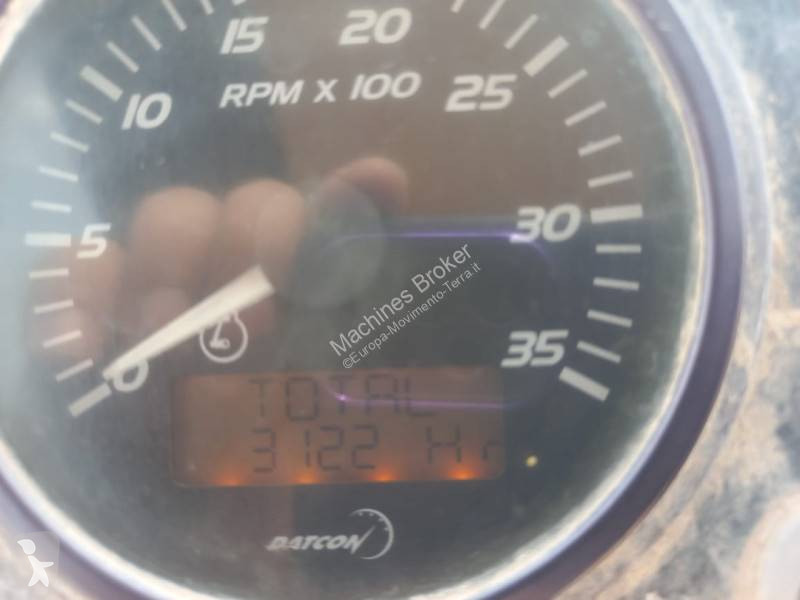 15 20
10 RPM X 100 25
5 30
0 35
TOTAL
3122 Hr
DATCON
Machines Broker
©Europa-Movimento-Terra.it